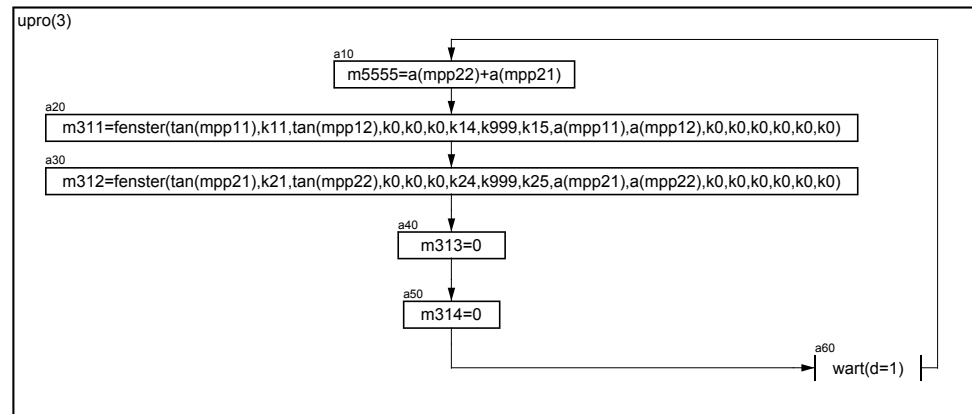 upro(3)
a10
m5555=a(mpp22)+a(mpp21)
a20
m311=fenster(tan(mpp11),k11,tan(mpp12),k0,k0,k0,k14,k999,k15,a(mpp11),a(mpp12),k0,k0,k0,k0,k0,k0)
a30
m312=fenster(tan(mpp21),k21,tan(mpp22),k0,k0,k0,k24,k999,k25,a(mpp21),a(mpp22),k0,k0,k0,k0,k0,k0)
a40
m313=0
a50
m314=0
a60
wart(d=1)